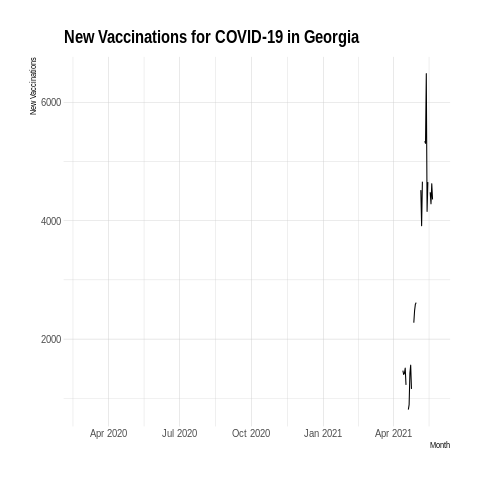 New Vaccinations for COVID-19 in Georgia
New Vaccinations
6000
4000
2000
Apr 2020
Jul 2020
Oct 2020
Jan 2021
Apr 2021
Month